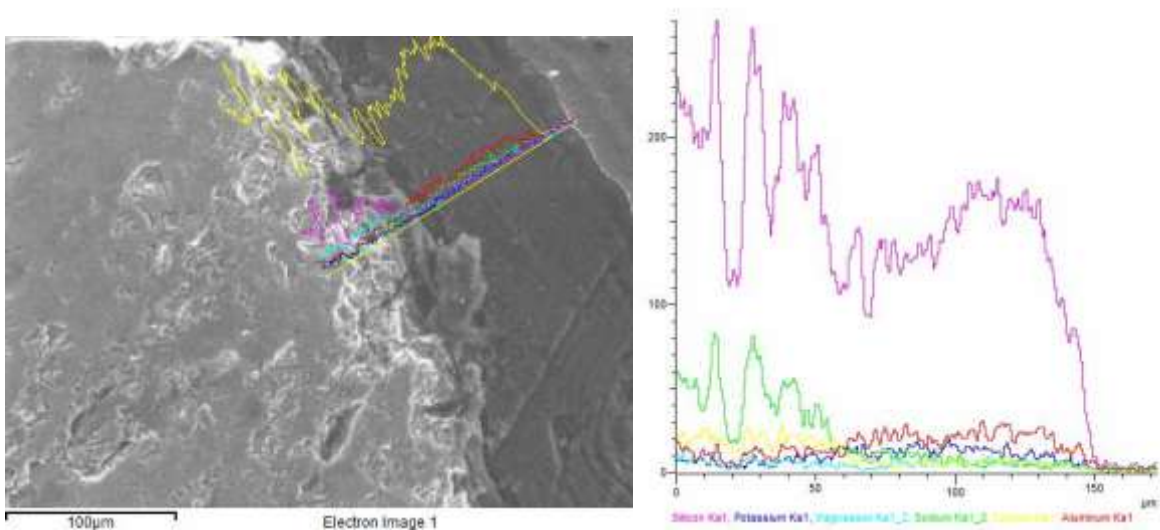 100µm
Electron Image 1
200
100
0
0
50
100
150
µm
Silicon Ka1, Potassium Ka1, Magnesium Ka1_2, Sodium Ka1_2, Aluminum Ka1